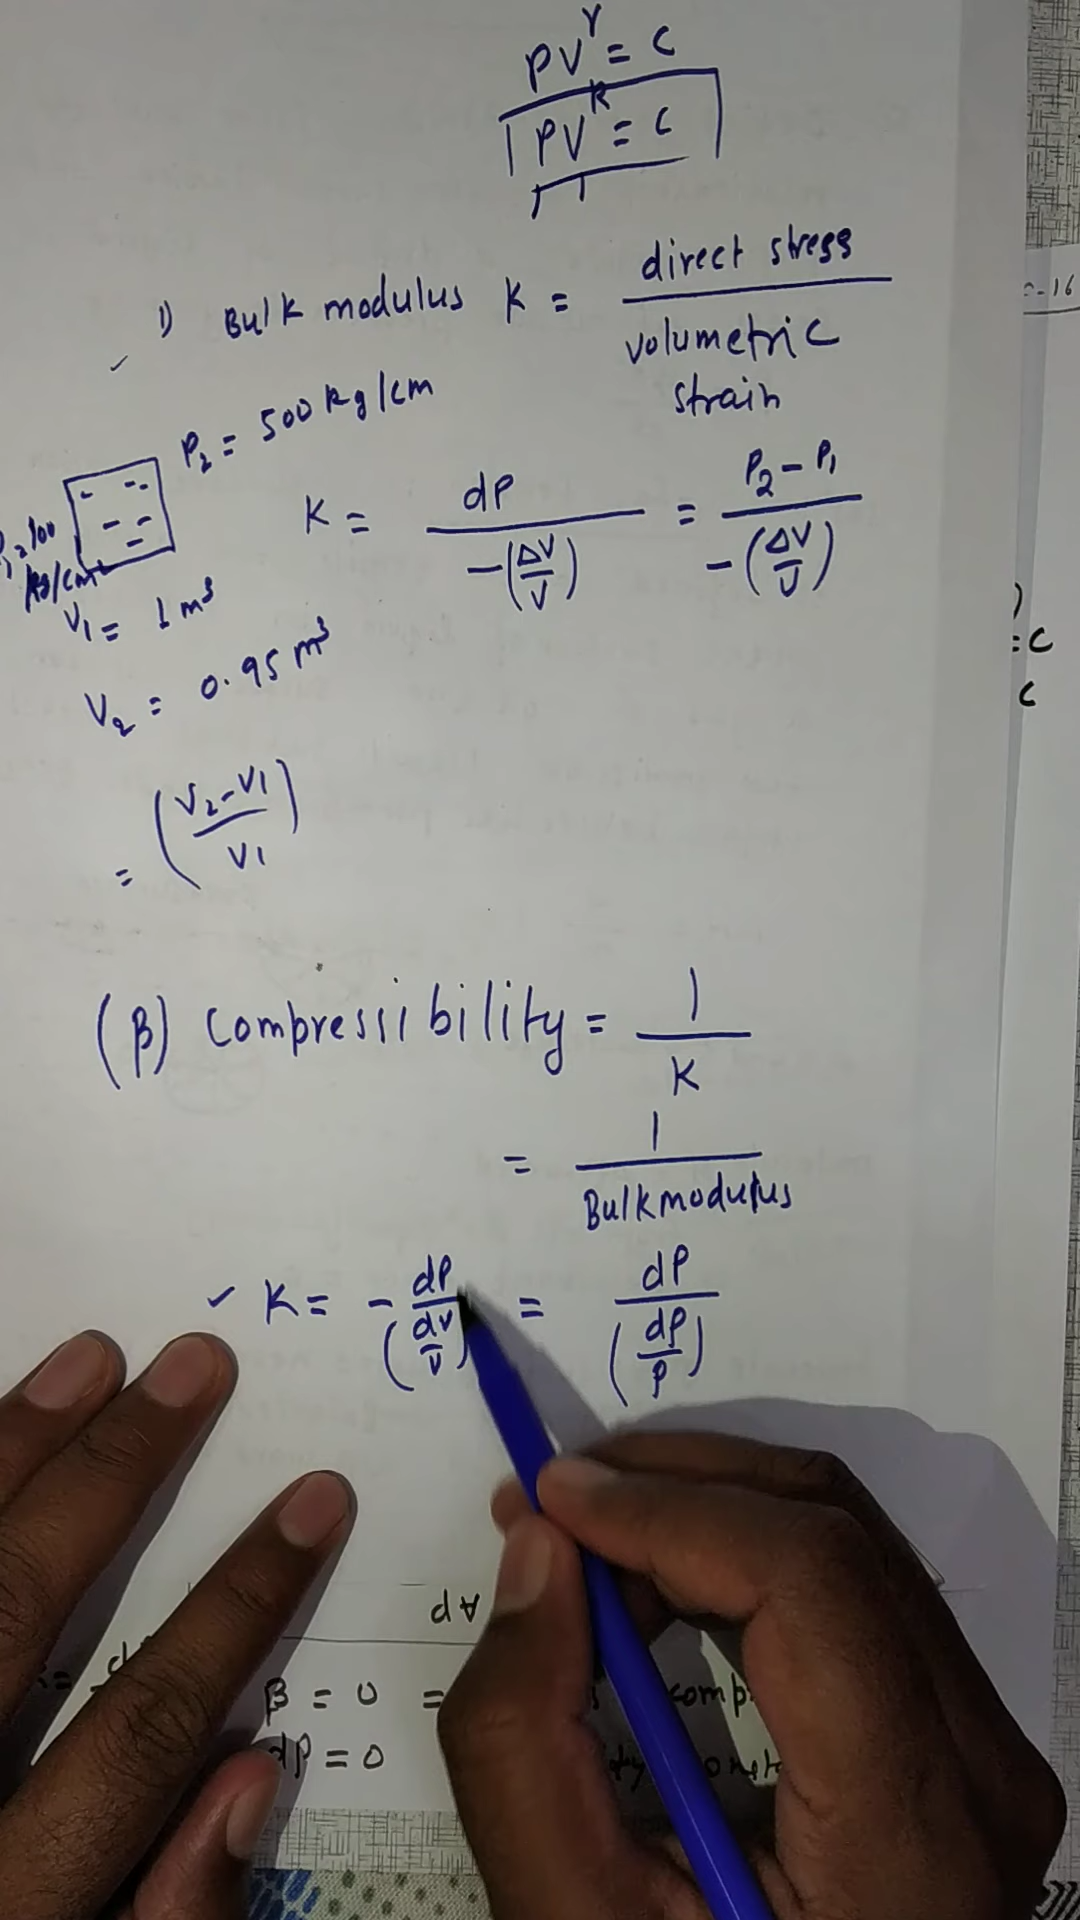 PV^γ = C
PV^K = C
1) Bulk modulus K = direct stress / volumetric strain
P₂ = 500 kg/cm
100
kg/cm²
K = dP / -(ΔV/V) = P₂-P₁ / -(ΔV/V)
V₁ = 1 m³
V₂ = 0.95 m³
= (V₂-V1 / V1)
(β) Compressibility = 1/K
= 1 / Bulkmodulus
✓ K = - dP / (dv/v) = dP / (dρ/ρ)
β = 0 =
dρ = 0
-16
=C
C